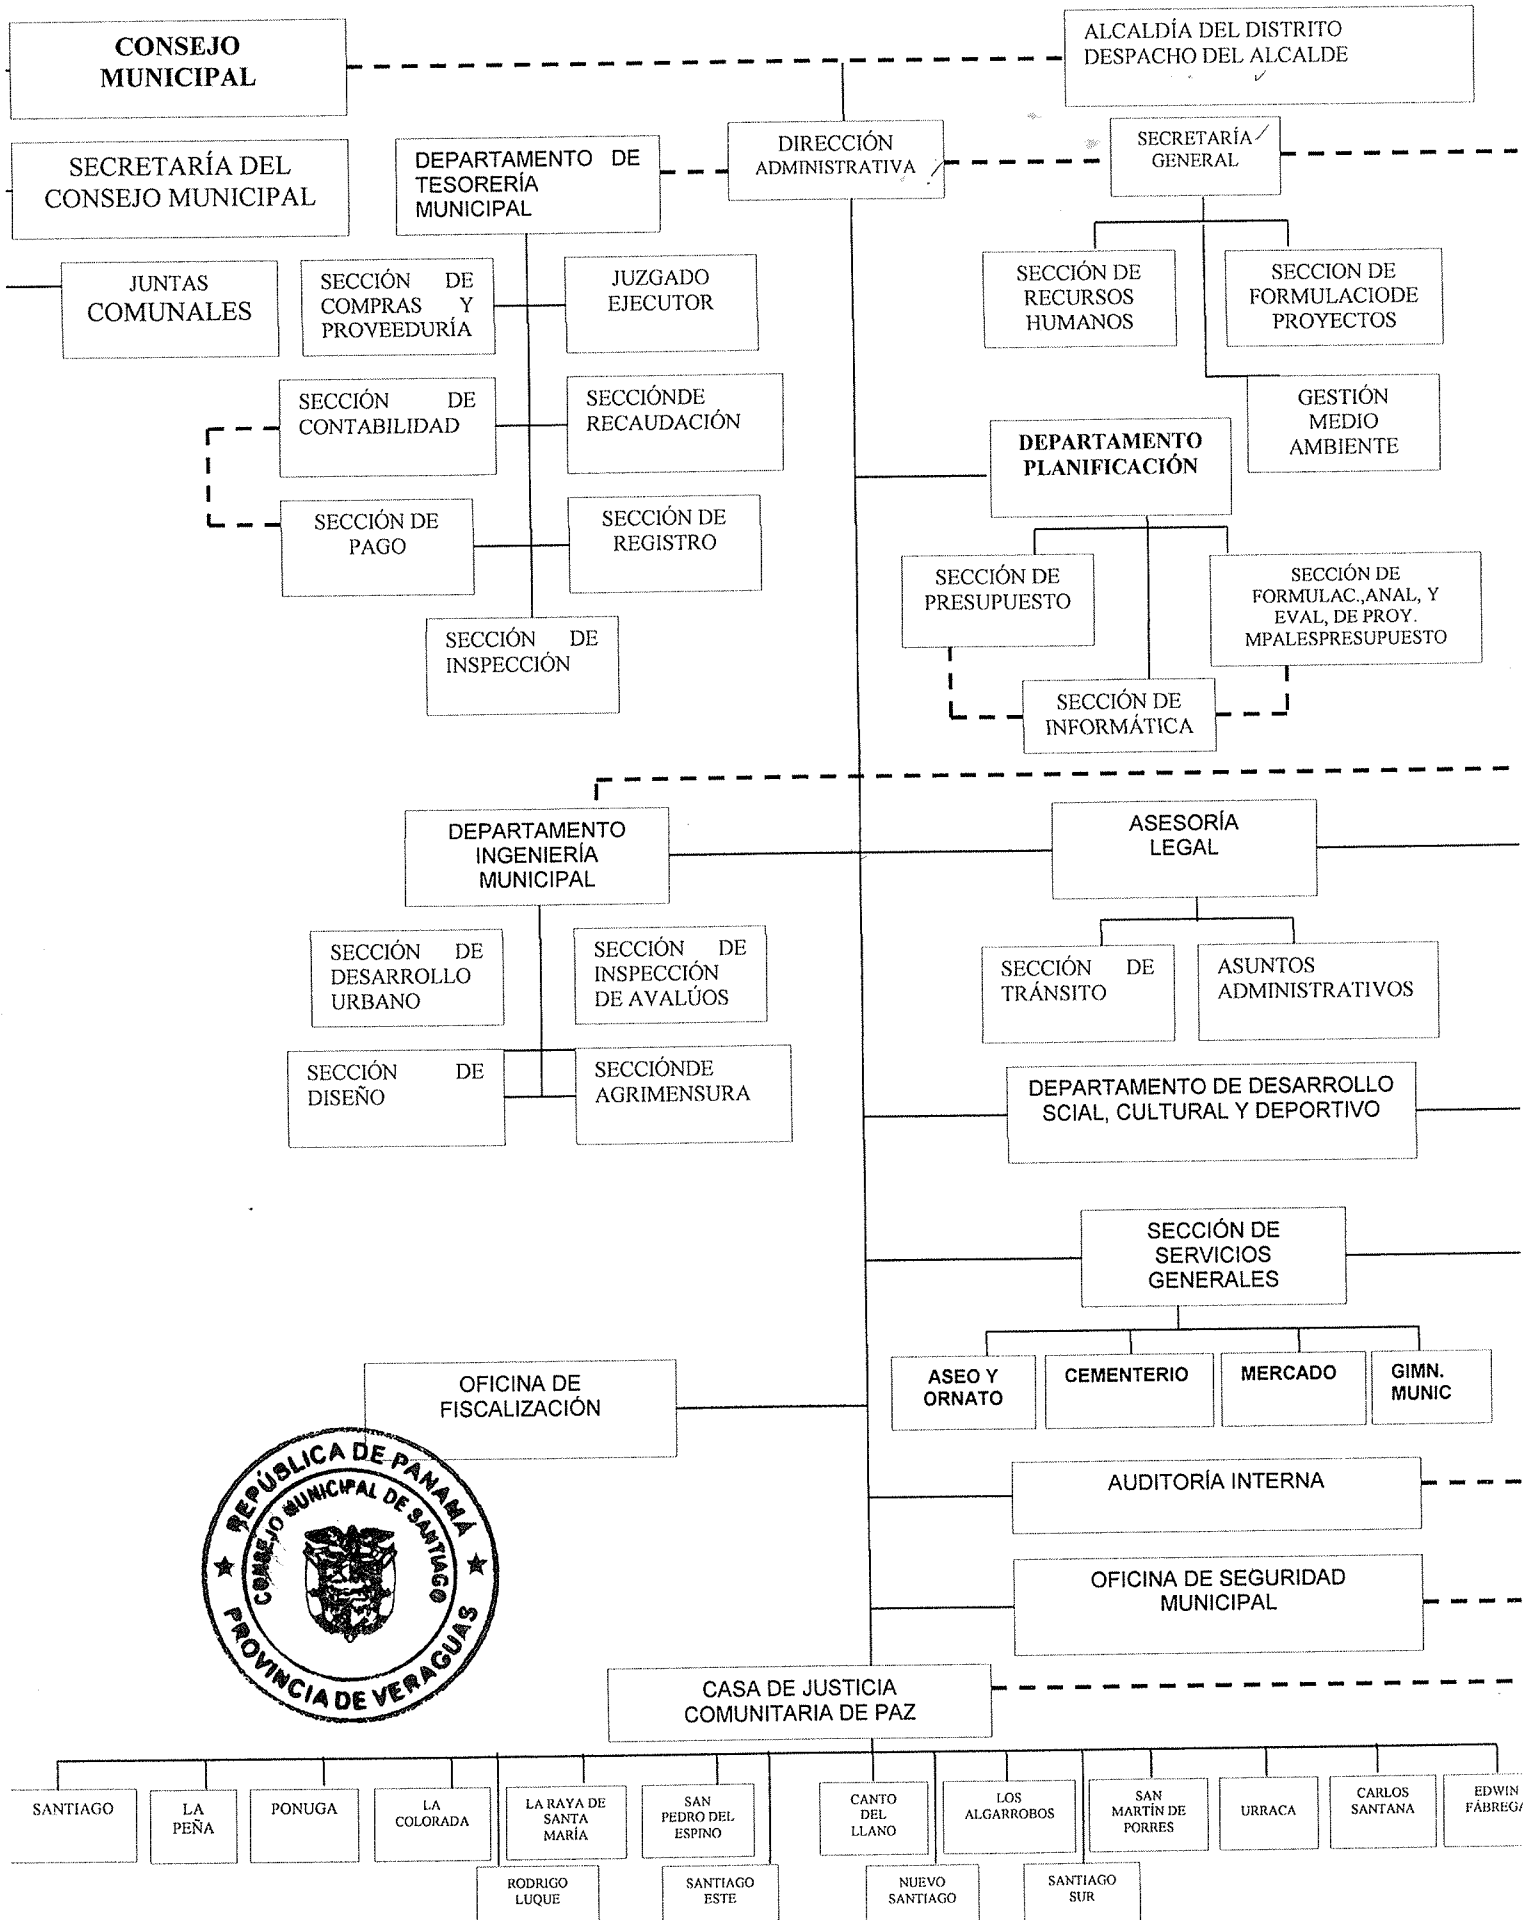 CONSEJO
MUNICIPAL
ALCALDÍA DEL DISTRITO
DESPACHO DEL ALCALDE
SECRETARÍA DEL
CONSEJO MUNICIPAL
DEPARTAMENTO DE
TESORERÍA
MUNICIPAL
DIRECCIÓN
ADMINISTRATIVA
SECRETARÍA
GENERAL
JUNTAS
COMUNALES
SECCIÓN DE
COMPRAS Y
PROVEEDURÍA
JUZGADO
EJECUTOR
SECCIÓN DE
RECURSOS
HUMANOS
SECCION DE
FORMULACIODE
PROYECTOS
SECCIÓN DE
CONTABILIDAD
SECCIÓNDE
RECAUDACIÓN
GESTIÓN
MEDIO
AMBIENTE
DEPARTAMENTO
PLANIFICACIÓN
SECCIÓN DE
PAGO
SECCIÓN DE
REGISTRO
SECCIÓN DE
PRESUPUESTO
SECCIÓN DE
FORMULAC.,ANAL, Y
EVAL, DE PROY.
MPALESPRESUPUESTO
SECCIÓN DE
INSPECCIÓN
SECCIÓN DE
INFORMÁTICA
DEPARTAMENTO
INGENIERÍA
MUNICIPAL
ASESORÍA
LEGAL
SECCIÓN DE
DESARROLLO
URBANO
SECCIÓN DE
INSPECCIÓN
DE AVALÚOS
SECCIÓN DE
TRÁNSITO
ASUNTOS
ADMINISTRATIVOS
SECCIÓN DE
DISEÑO
SECCIÓNDE
AGRIMENSURA
DEPARTAMENTO DE DESARROLLO
SCIAL, CULTURAL Y DEPORTIVO
SECCIÓN DE
SERVICIOS
GENERALES
ASEO Y
ORNATO
CEMENTERIO
MERCADO
GIMN.
MUNIC
OFICINA DE
FISCALIZACIÓN
REPÚBLICA DE PANAMÁ
CONSEJO MUNICIPAL DE SANTIAGO
PROVINCIA DE VERAGUAS
AUDITORÍA INTERNA
OFICINA DE SEGURIDAD
MUNICIPAL
CASA DE JUSTICIA
COMUNITARIA DE PAZ
SANTIAGO
LA
PEÑA
PONUGA
LA
COLORADA
LA RAYA DE
SANTA
MARÍA
SAN
PEDRO DEL
ESPINO
CANTO
DEL
LLANO
LOS
ALGARROBOS
SAN
MARTÍN DE
PORRES
URRACA
CARLOS
SANTANA
EDWIN
FÁBREGA
RODRIGO
LUQUE
SANTIAGO
ESTE
NUEVO
SANTIAGO
SANTIAGO
SUR